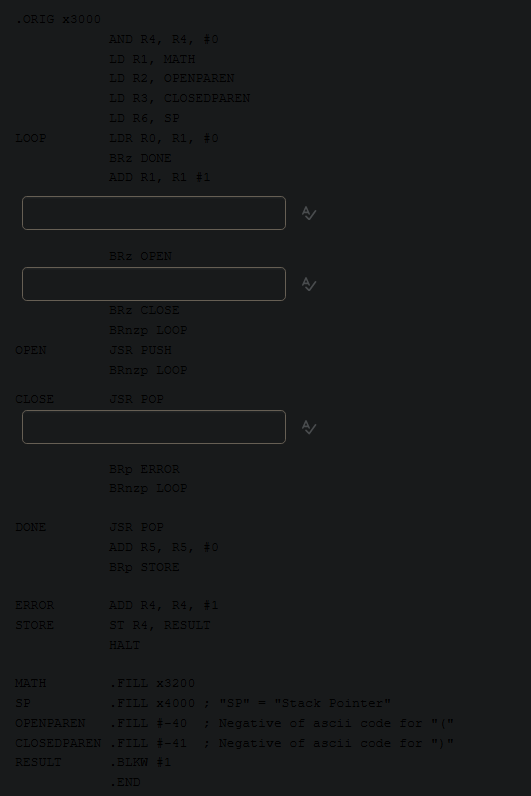 .ORIG x3000
AND R4, R4, #0
LD R1, MATH
LD R2, OPENPAREN
LD R3, CLOSEDPAREN
LD R6, SP
LOOP LDR R0, R1, #0
BRz DONE
ADD R1, R1 #1
BRz OPEN
BRz CLOSE
BRnzp LOOP
OPEN JSR PUSH
BRnzp LOOP
CLOSE JSR POP
BRp ERROR
BRnzp LOOP
DONE JSR POP
ADD R5, R5, #0
BRp STORE
ERROR ADD R4, R4, #1
STORE ST R4, RESULT
HALT
MATH .FILL x3200
SP .FILL x4000 ; "SP" = "Stack Pointer"
OPENPAREN .FILL #-40 ; Negative of ascii code for "("
CLOSEDPAREN .FILL #-41 ; Negative of ascii code for ")"
RESULT .BLKW #1
.END